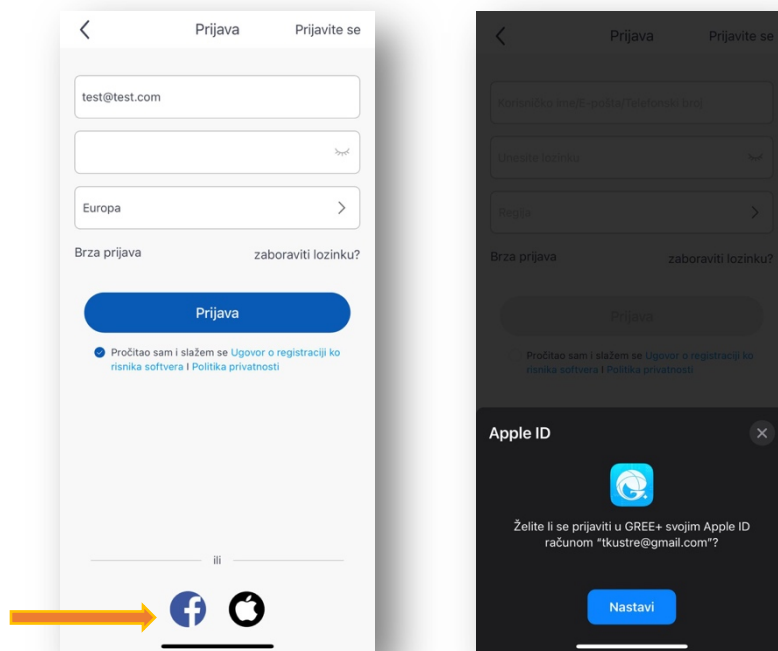 Prijava
Prijavite se
test@test.com
Europa
Brza prijava
zaboraviti lozinku?
Prijava
Pročitao sam i slažem se Ugovor o registraciji ko
risnika softvera I Politika privatnosti
ili
Prijava
Prijavite se
Korisničko ime/E-pošta/Telefonski broj
Unesite lozinku
Regija
Brza prijava
zaboraviti lozinku?
Prijava
Pročitao sam i slažem se Ugovor o registraciji ko
risnika softvera I Politika privatnosti
Apple ID
Želite li se prijaviti u GREE+ svojim Apple ID
računom “tkustre@gmail.com”?
Nastavi